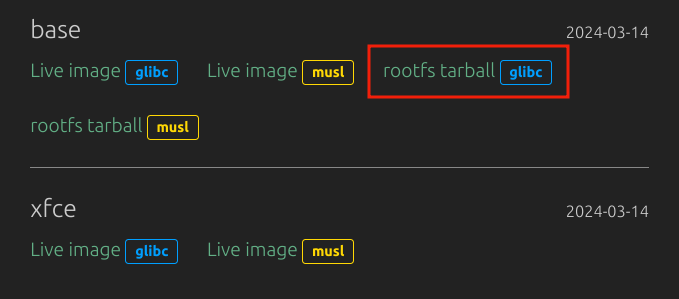 base 2024-03-14
Live image glibc Live image musl rootfs tarball glibc
rootfs tarball musl
xfce 2024-03-14
Live image glibc Live image musl